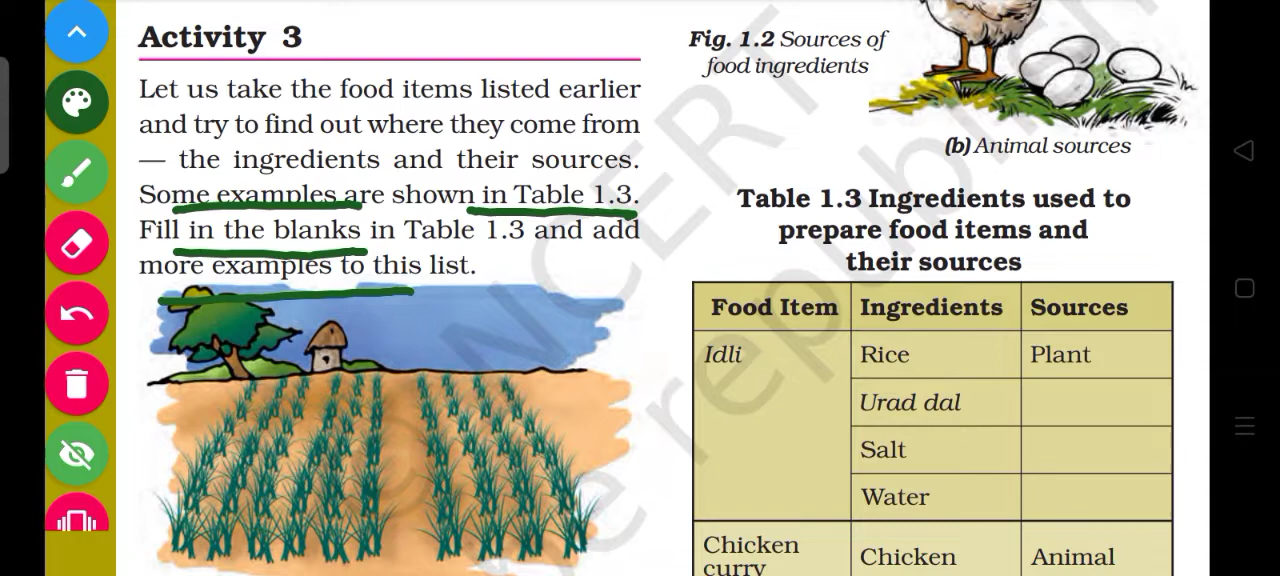 Activity 3
Let us take the food items listed earlier
and try to find out where they come from
— the ingredients and their sources.
Some examples are shown in Table 1.3.
Fill in the blanks in Table 1.3 and add
more examples to this list.
Fig. 1.2 Sources of
food ingredients
(b) Animal sources
Table 1.3 Ingredients used to
prepare food items and
their sources
Food Item Ingredients Sources
Idli Rice Plant
Urad dal
Salt
Water
Chicken
curry Chicken Animal
NCERT